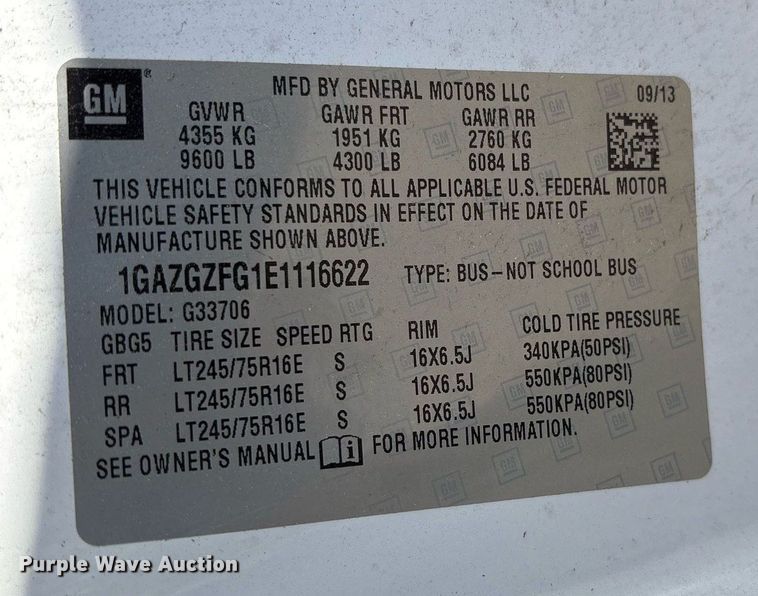 GM ® MFD BY GENERAL MOTORS LLC 09/13
GVWR GAWR FRT GAWR RR
4355 KG 1951 KG 2760 KG
9600 LB 4300 LB 6084 LB
THIS VEHICLE CONFORMS TO ALL APPLICABLE U.S. FEDERAL MOTOR
VEHICLE SAFETY STANDARDS IN EFFECT ON THE DATE OF
MANUFACTURE SHOWN ABOVE.
1GAZGZFG1E1116622 TYPE: BUS-NOT SCHOOL BUS
MODEL: G33706
GBG5 TIRE SIZE SPEED RTG RIM COLD TIRE PRESSURE
FRT LT245/75R16E S 16X6.5J 340KPA(50PSI)
RR LT245/75R16E S 16X6.5J 550KPA(80PSI)
SPA LT245/75R16E S 16X6.5J 550KPA(80PSI)
SEE OWNER'S MANUAL i FOR MORE INFORMATION.
Purple Wave Auction